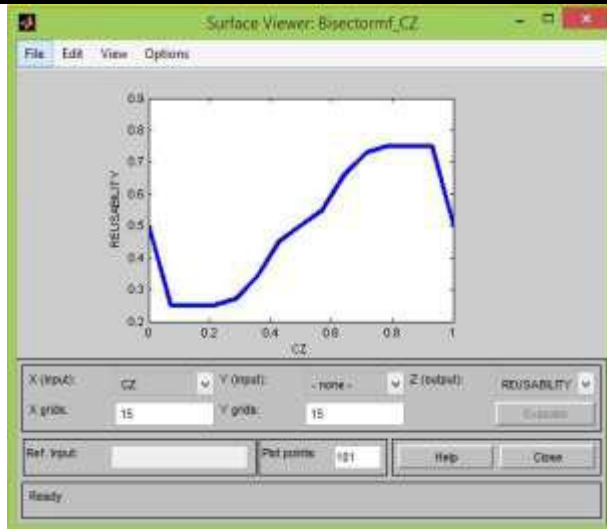 Surface Viewer: Bisectormf_CZ
File Edit View Options
0.9
0.8
0.7
0.6
0.5
0.4
0.3
0.2
REUSABILITY
0 0.2 0.4 0.6 0.8 1
CZ
X (input): CZ Y (input): - none - Z (output): REUSABILITY
X grids: 15 Y grids: 15 Evaluate
Ref. Input: Plot points: 101 Help Close
Ready